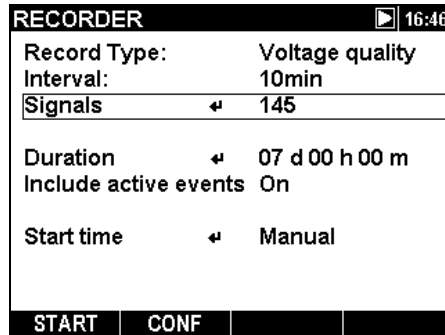 RECORDER 16:46
Record Type: Voltage quality
Interval: 10min
Signals ↵ 145
Duration ↵ 07 d 00 h 00 m
Include active events On
Start time ↵ Manual
START CONF